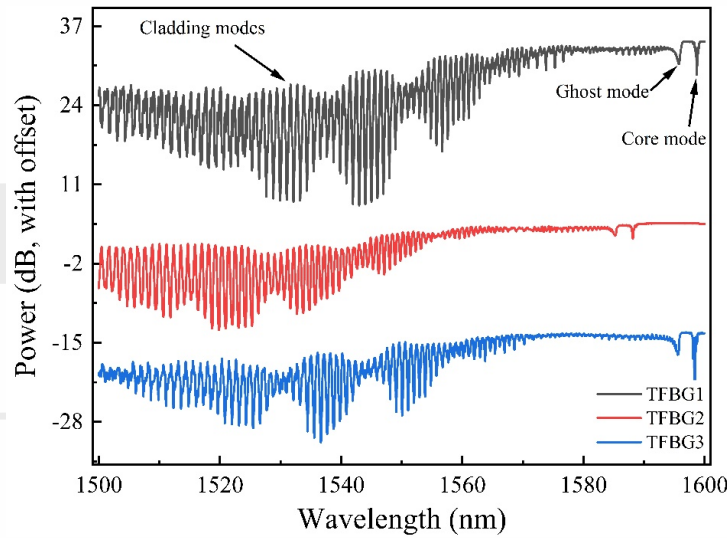 37
24
11
-2
-15
-28
Power (dB, with offset)
Cladding modes
Ghost mode
Core mode
TFBG1
TFBG2
TFBG3
1500
1520
1540
1560
1580
1600
Wavelength (nm)